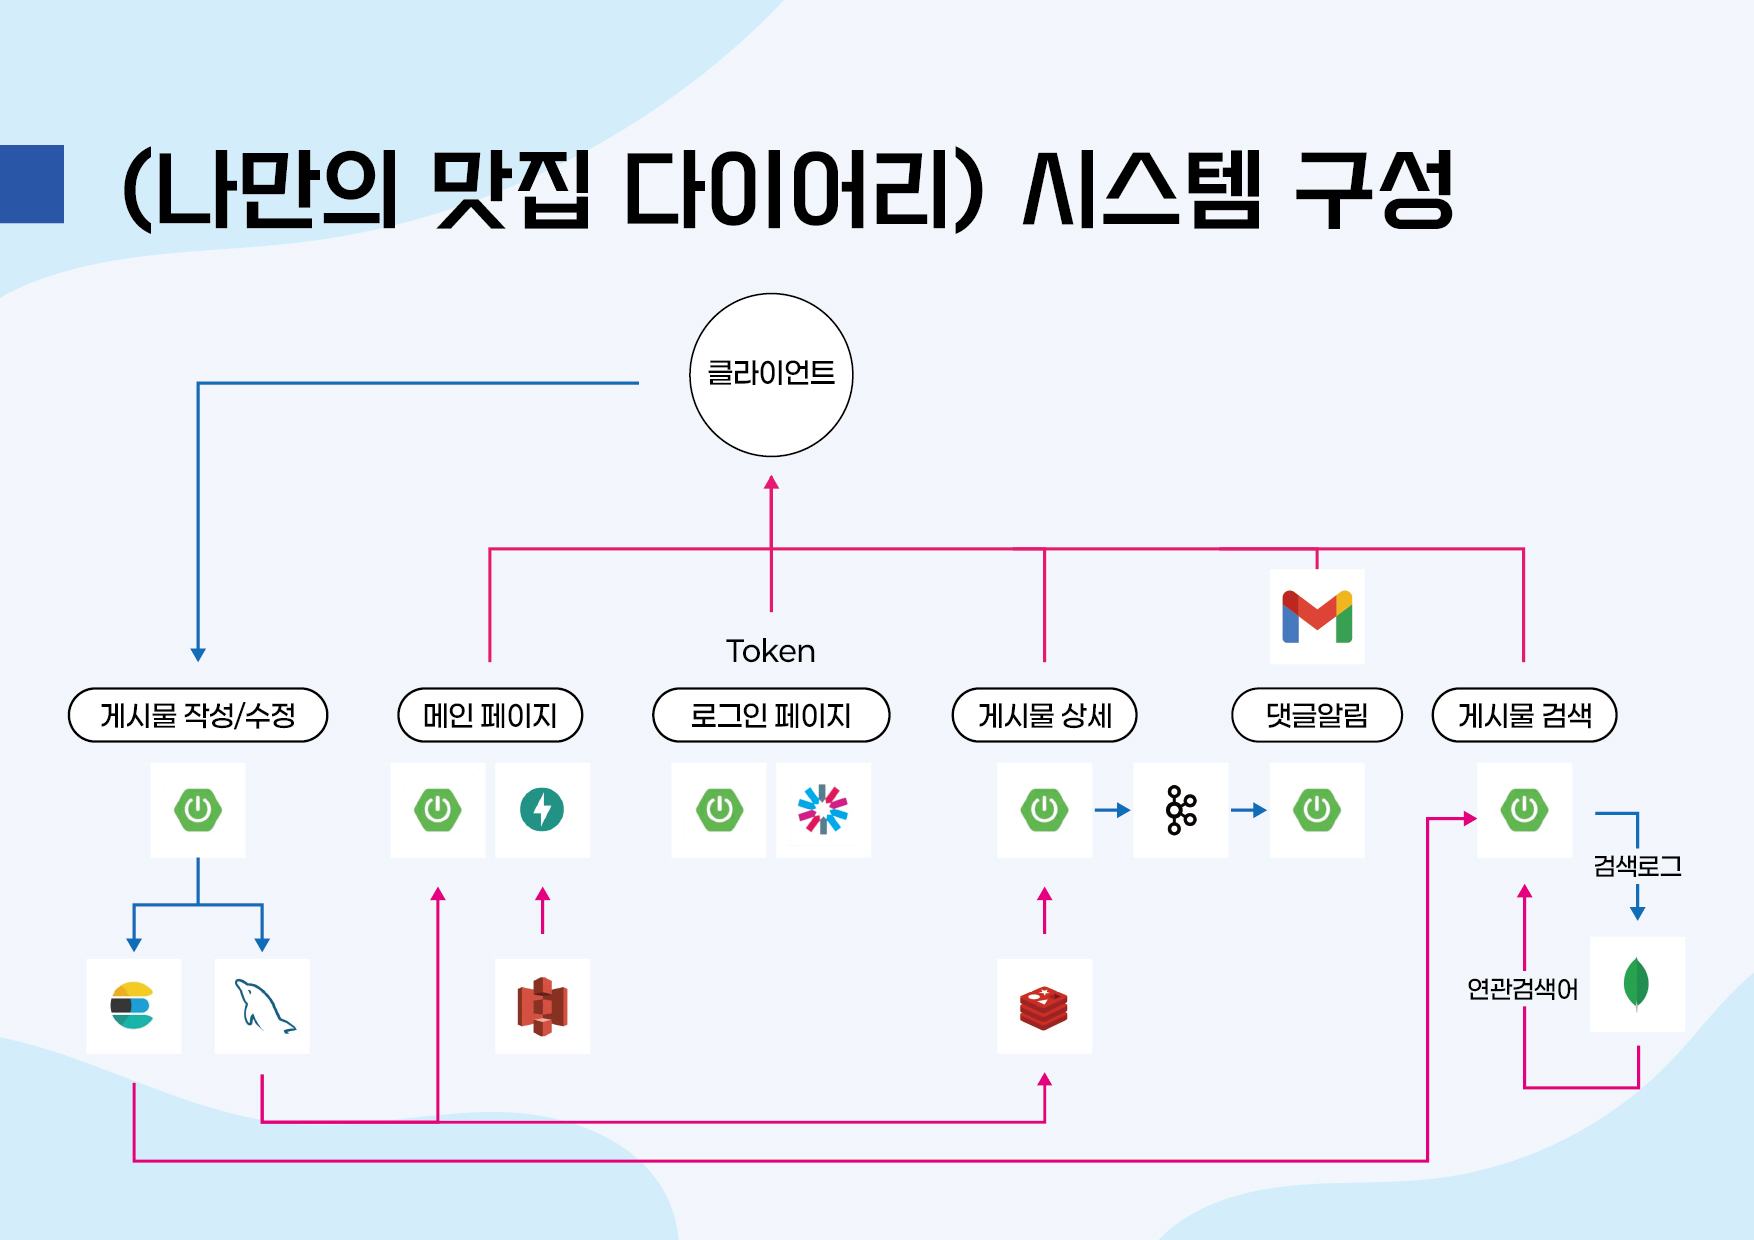 (나만의 맛집 다이어리) 시스템 구성
클라이언트
Token
게시물 작성/수정
메인 페이지
로그인 페이지
게시물 상세
댓글알림
게시물 검색
검색로그
연관검색어